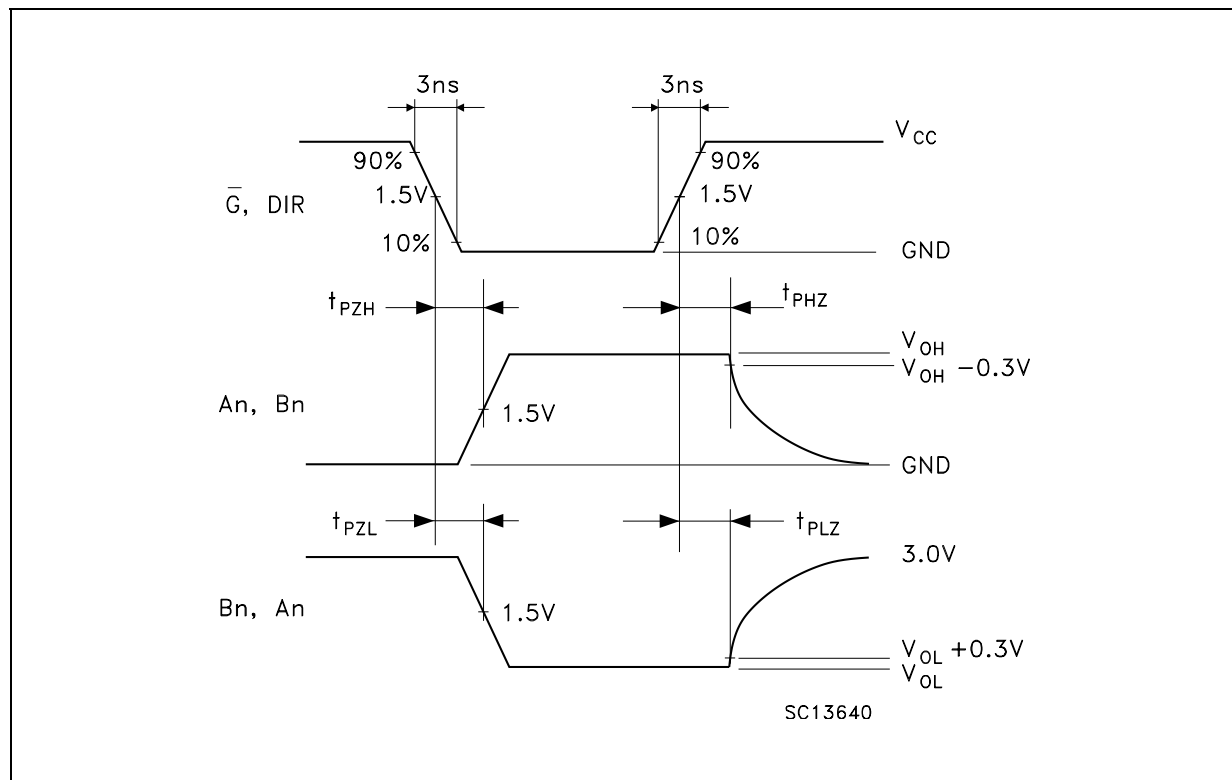 3ns 3ns
V_CC
90% 90%
G̅, DIR 1.5V 1.5V
10% 10%
GND
t_PZH t_PHZ
V_OH
V_OH −0.3V
An, Bn 1.5V
GND
t_PZL t_PLZ
3.0V
Bn, An 1.5V
V_OL +0.3V
V_OL
SC13640